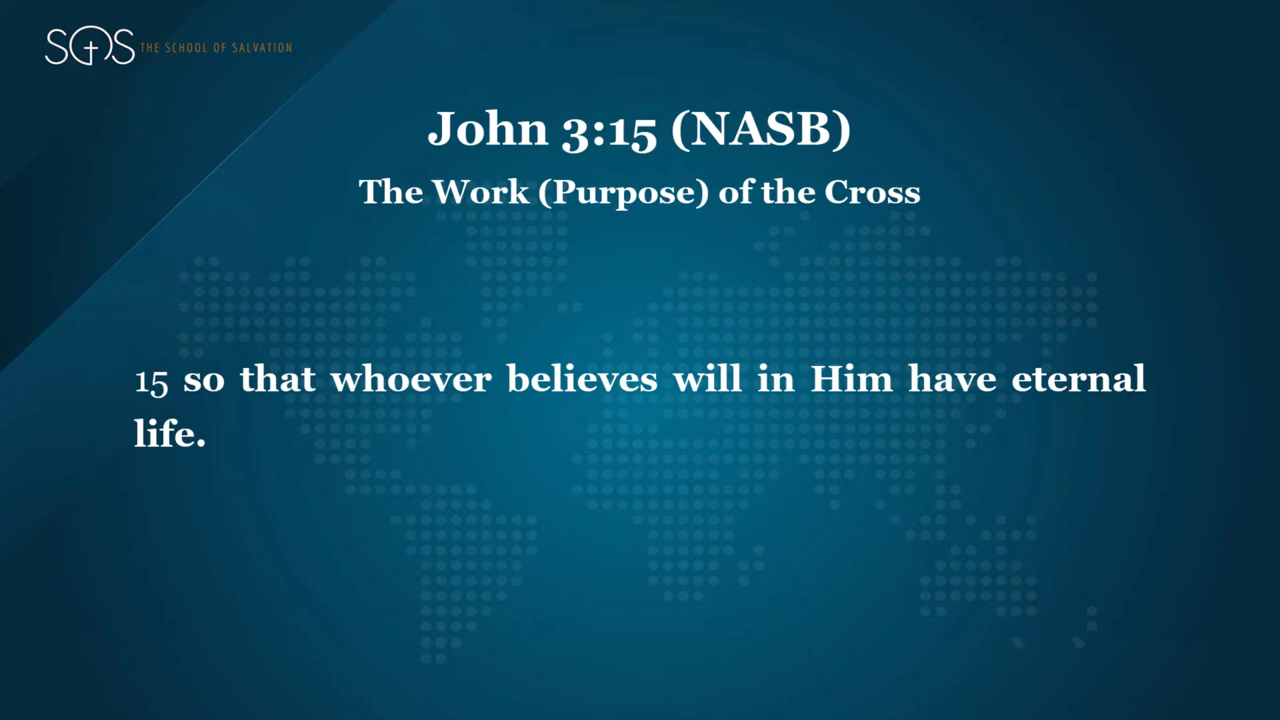 SOS THE SCHOOL OF SALVATION
John 3:15 (NASB)
The Work (Purpose) of the Cross
15 so that whoever believes will in Him have eternal
life.